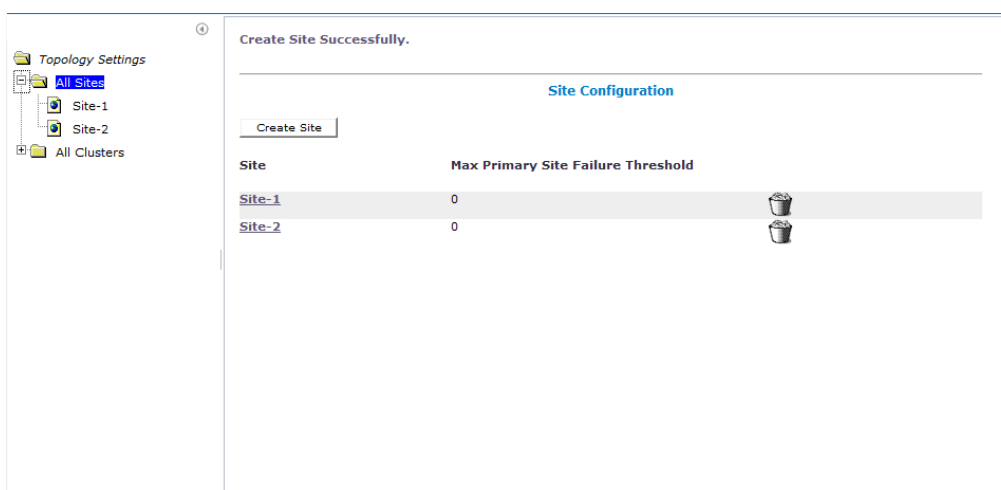 Topology Settings
All Sites
Site-1
Site-2
All Clusters
Create Site Successfully.
Site Configuration
Create Site
Site Max Primary Site Failure Threshold
Site-1 0
Site-2 0